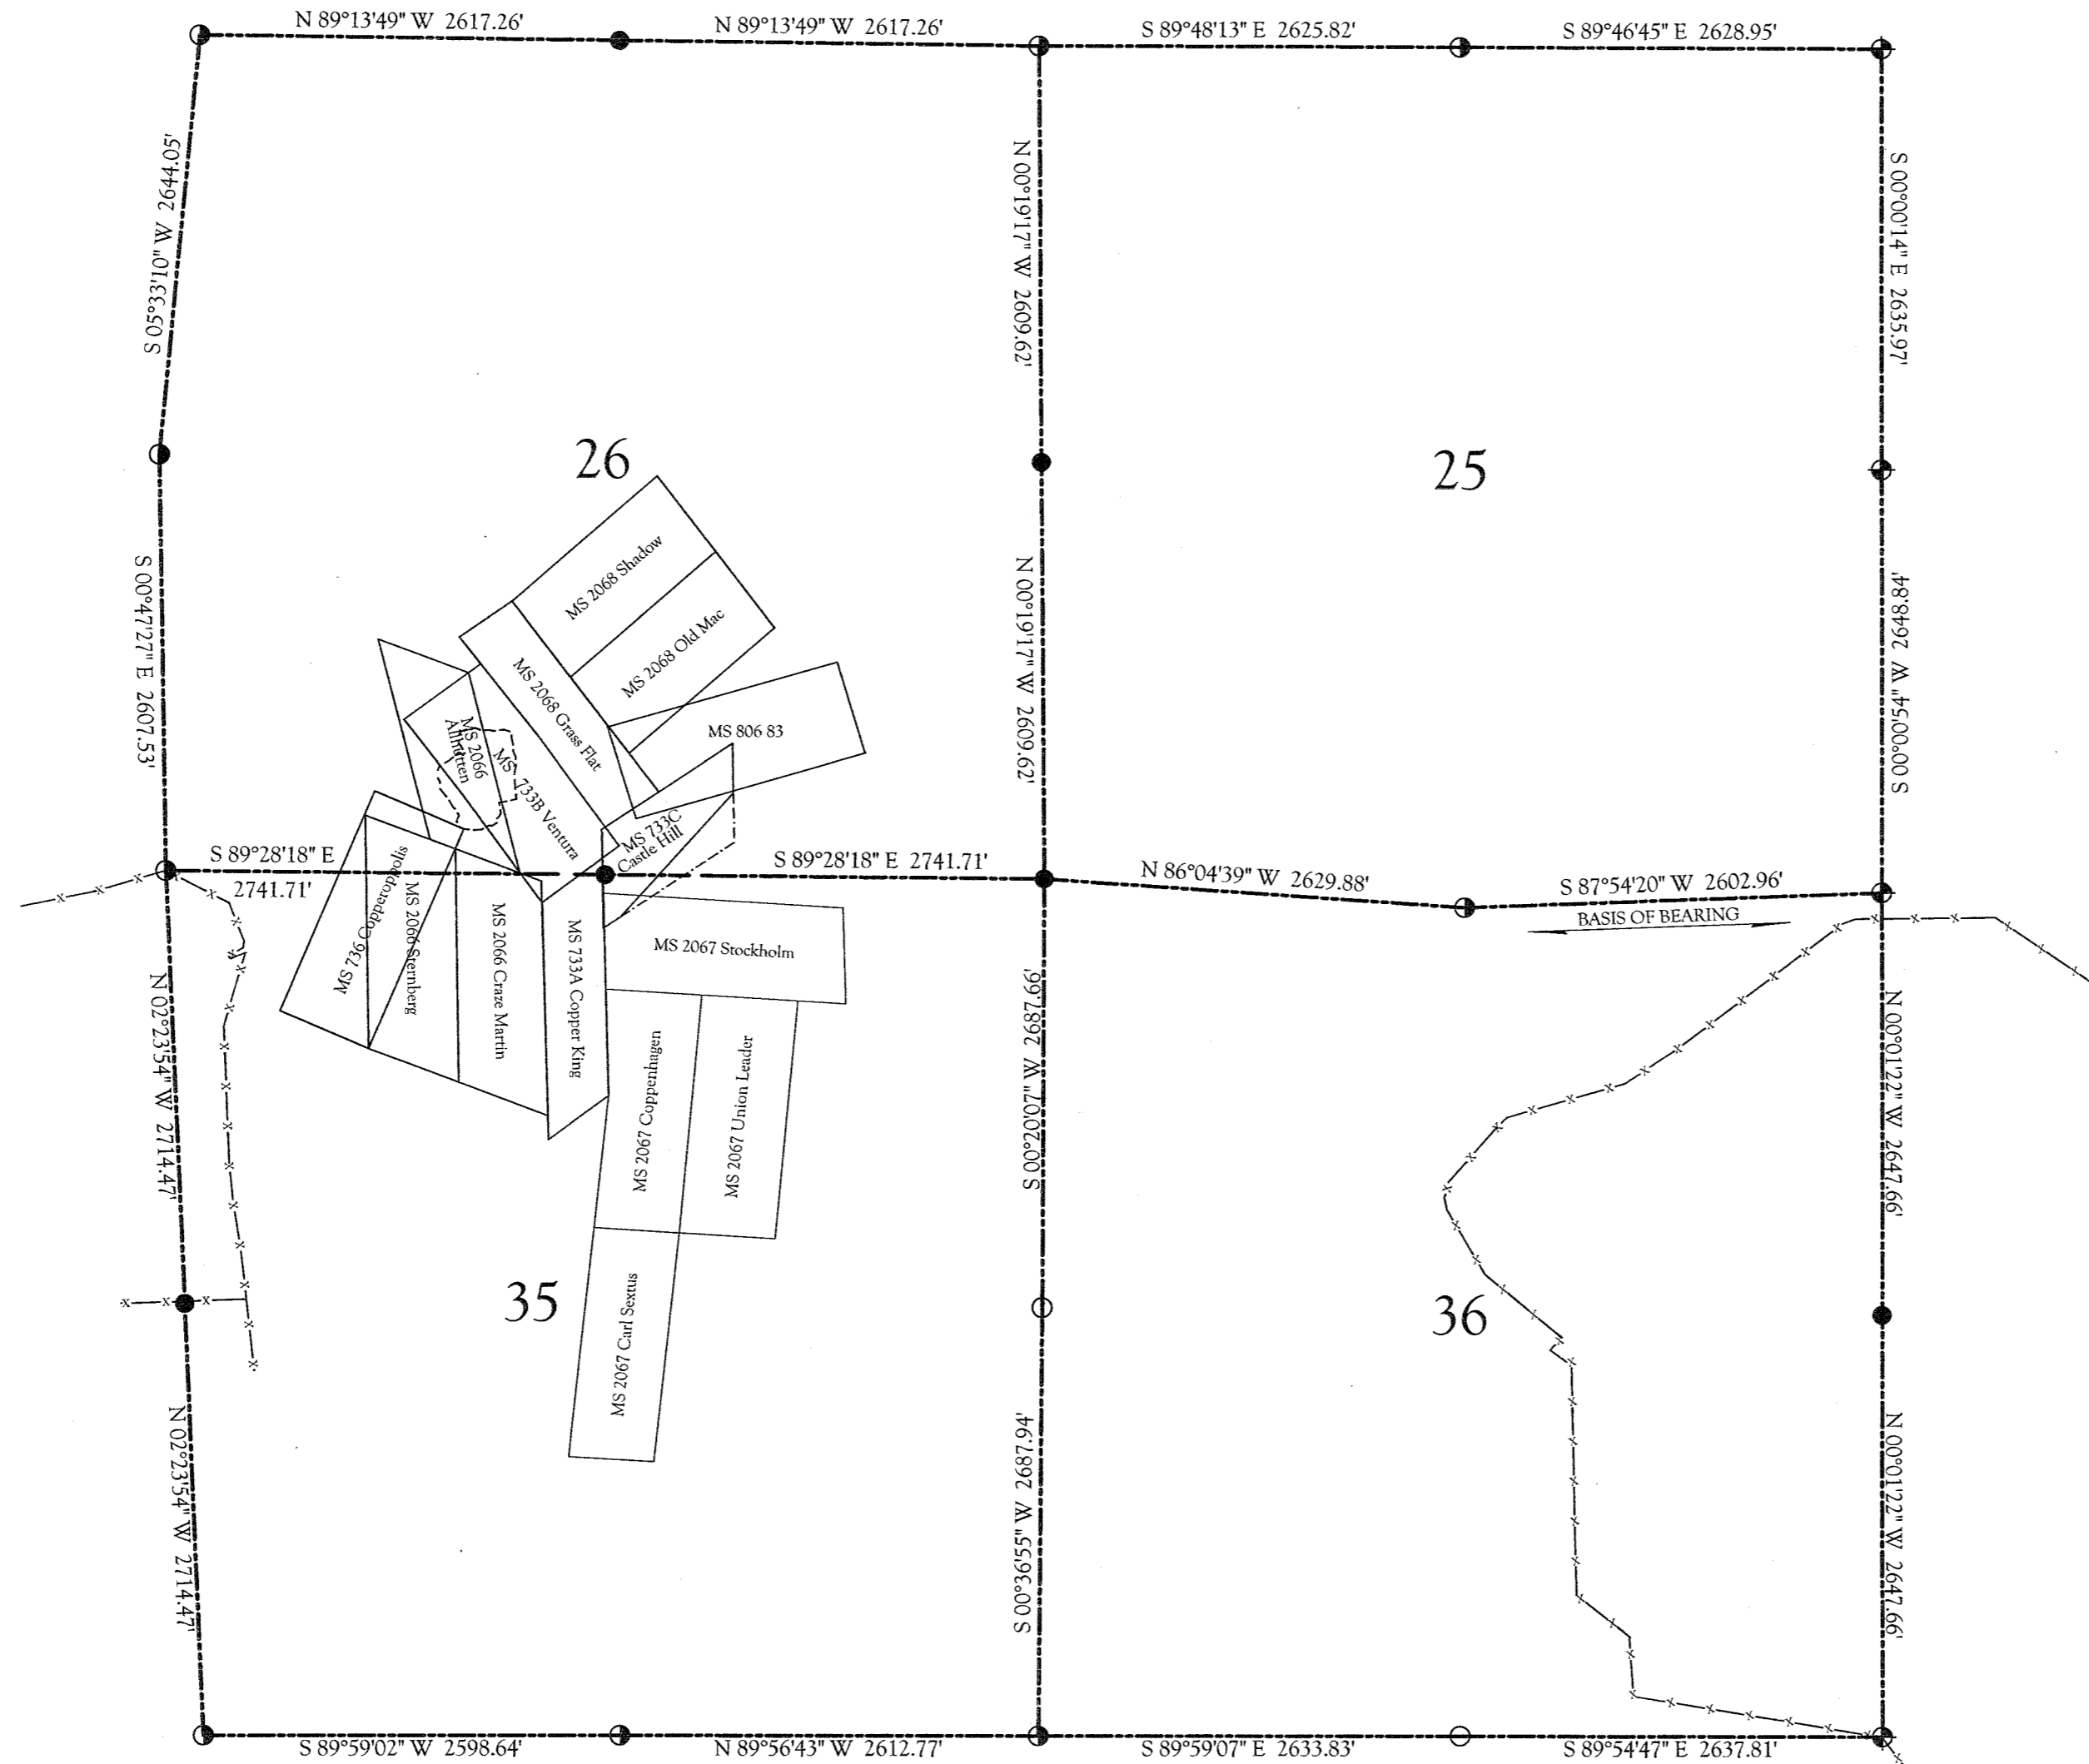 N 89°13'49" W 2617.26'
N 89°13'49" W 2617.26'
S 89°48'13" E 2625.82'
S 89°46'45" E 2628.95'
S 05°33'10" W 2644.05'
N 00°19'17" W 2609.62'
S 00°00'14" E 2635.97'
26
25
S 00°47'27" E 2607.53'
N 00°19'17" W 2609.62'
S 00°00'54" W 2648.84'
MS 2068 Shadow
MS 2068 Old Mac
MS 2068 Grass Flat
MS 806 83
MS 2066
MS 733B Ventura
MS 733C
Castle Hill
S 89°28'18" E
2741.71'
S 89°28'18" E 2741.71'
N 86°04'39" W 2629.88'
S 87°54'20" W 2602.96'
BASIS OF BEARING
MS 736 Copperoppolis
MS 2066 Sternberg
MS 2066 Craze Martin
MS 733A Copper King
MS 2067 Stockholm
MS 2067 Coppenhagen
MS 2067 Union Leader
MS 2067 Carl Sextus
N 02°23'54" W 2714.47'
S 00°20'07" W 2687.66'
N 00°01'22" W 2647.66'
35
36
N 02°23'54" W 2714.47'
S 00°36'55" W 2687.94'
N 00°01'22" W 2647.66'
S 89°59'02" W 2598.64'
N 89°56'43" W 2612.77'
S 89°59'07" E 2633.83'
S 89°54'47" E 2637.81'